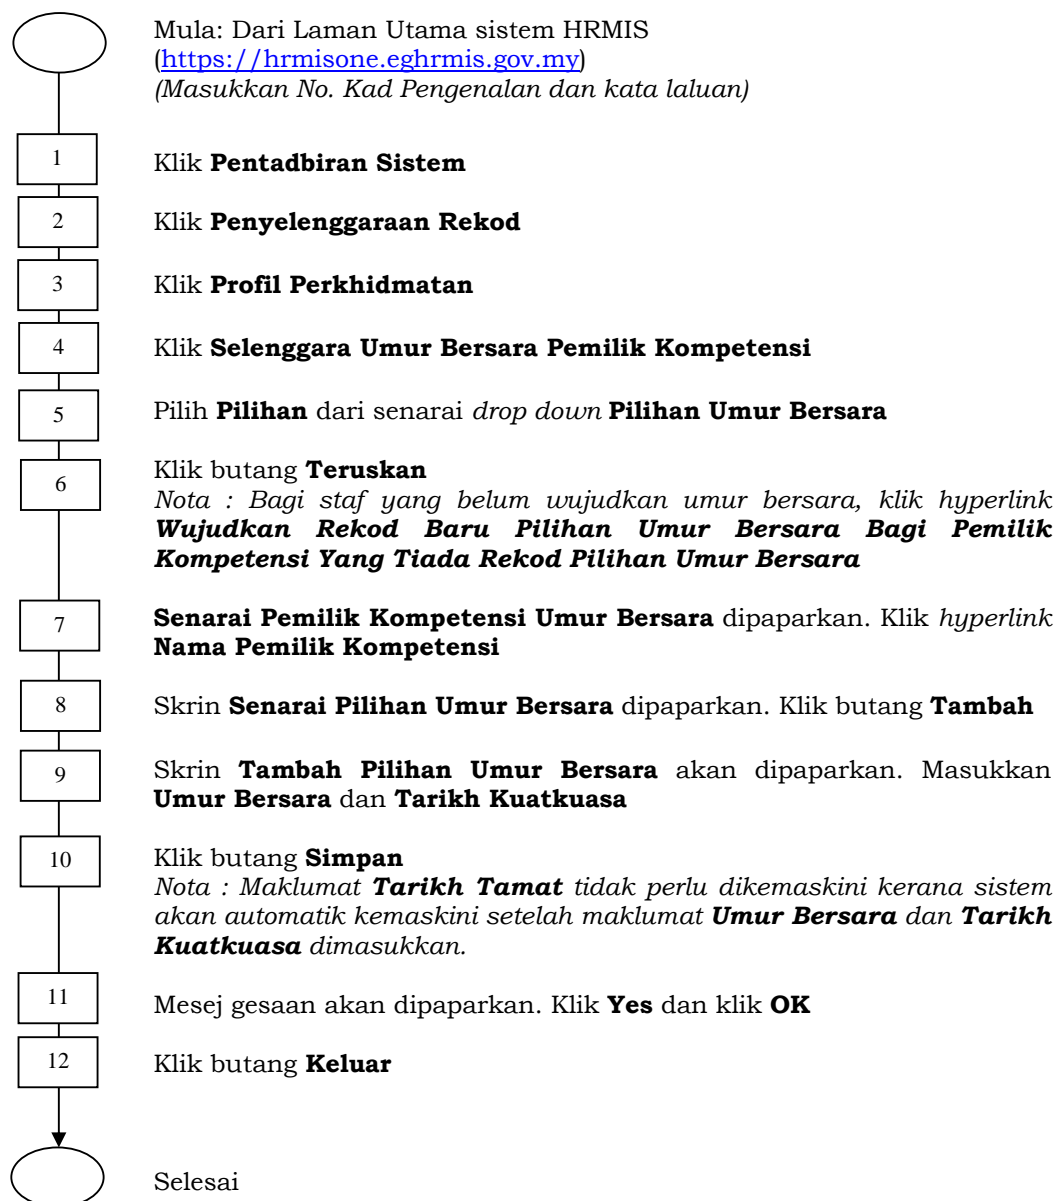 Mula: Dari Laman Utama sistem HRMIS
(https://hrmisone.eghrmis.gov.my)
(Masukkan No. Kad Pengenalan dan kata laluan)
1
Klik Pentadbiran Sistem
2
Klik Penyelenggaraan Rekod
3
Klik Profil Perkhidmatan
4
Klik Selenggara Umur Bersara Pemilik Kompetensi
5
Pilih Pilihan dari senarai drop down Pilihan Umur Bersara
6
Klik butang Teruskan
Nota : Bagi staf yang belum wujudkan umur bersara, klik hyperlink
Wujudkan Rekod Baru Pilihan Umur Bersara Bagi Pemilik
Kompetensi Yang Tiada Rekod Pilihan Umur Bersara
7
Senarai Pemilik Kompetensi Umur Bersara dipaparkan. Klik hyperlink
Nama Pemilik Kompetensi
8
Skrin Senarai Pilihan Umur Bersara dipaparkan. Klik butang Tambah
9
Skrin Tambah Pilihan Umur Bersara akan dipaparkan. Masukkan
Umur Bersara dan Tarikh Kuatkuasa
10
Klik butang Simpan
Nota : Maklumat Tarikh Tamat tidak perlu dikemaskini kerana sistem
akan automatik kemaskini setelah maklumat Umur Bersara dan Tarikh
Kuatkuasa dimasukkan.
11
Mesej gesaan akan dipaparkan. Klik Yes dan klik OK
12
Klik butang Keluar
Selesai